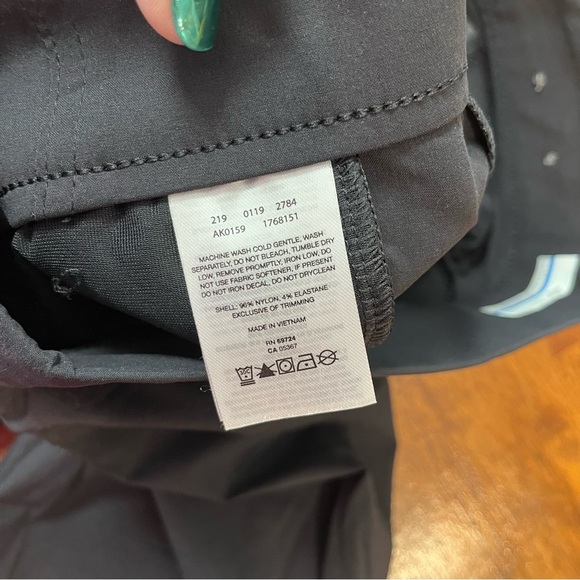 219 0119 2784
AK0159 1768151
MACHINE WASH COLD GENTLE, WASH
SEPARATELY, DO NOT BLEACH, TUMBLE DRY
LOW, REMOVE PROMPTLY, IRON LOW, DO
NOT USE FABRIC SOFTENER, IF PRESENT
DO NOT IRON DECAL, DO NOT DRYCLEAN
SHELL: 96% NYLON, 4% ELASTANE
EXCLUSIVE OF TRIMMING
MADE IN VIETNAM
RN 69724
CA 05367